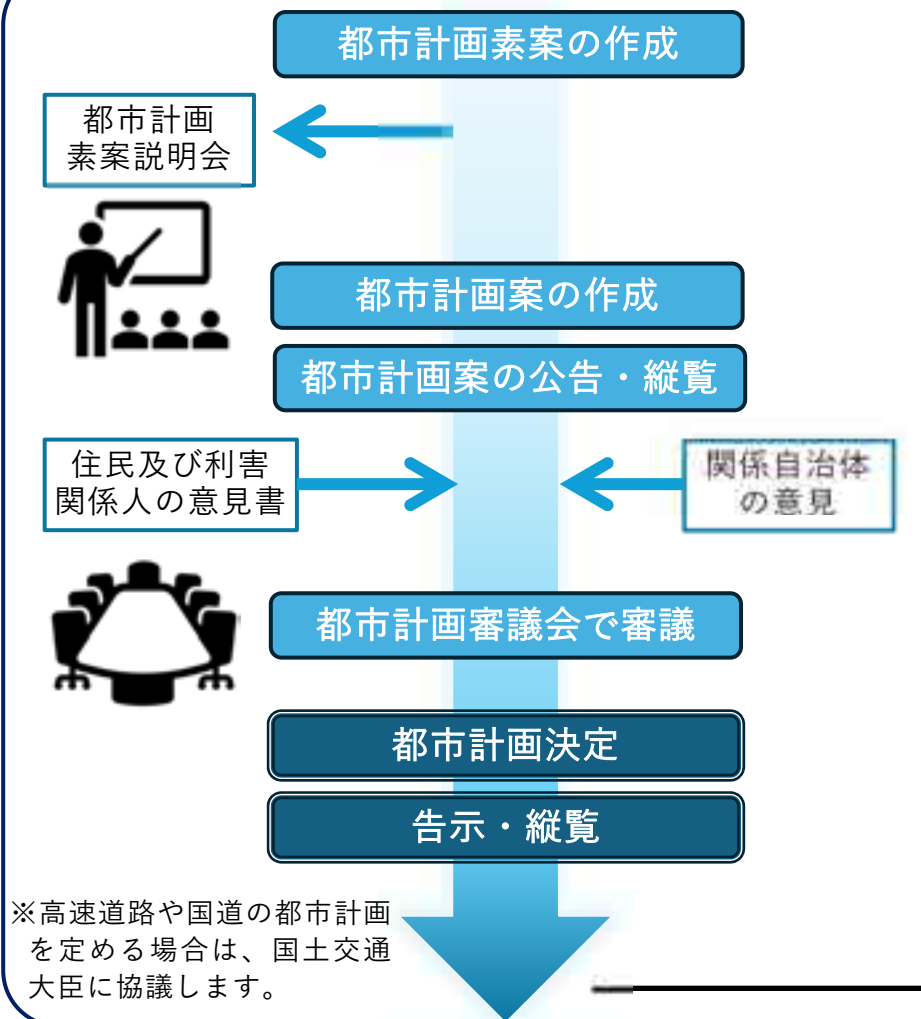 都市計画素案の作成
都市計画
素案説明会
都市計画案の作成
都市計画案の公告・縦覧
住民及び利害
関係人の意見書
関係自治体
の意見
都市計画審議会で審議
都市計画決定
告示・縦覧
※高速道路や国道の都市計画
を定める場合は、国土交通
大臣に協議します。